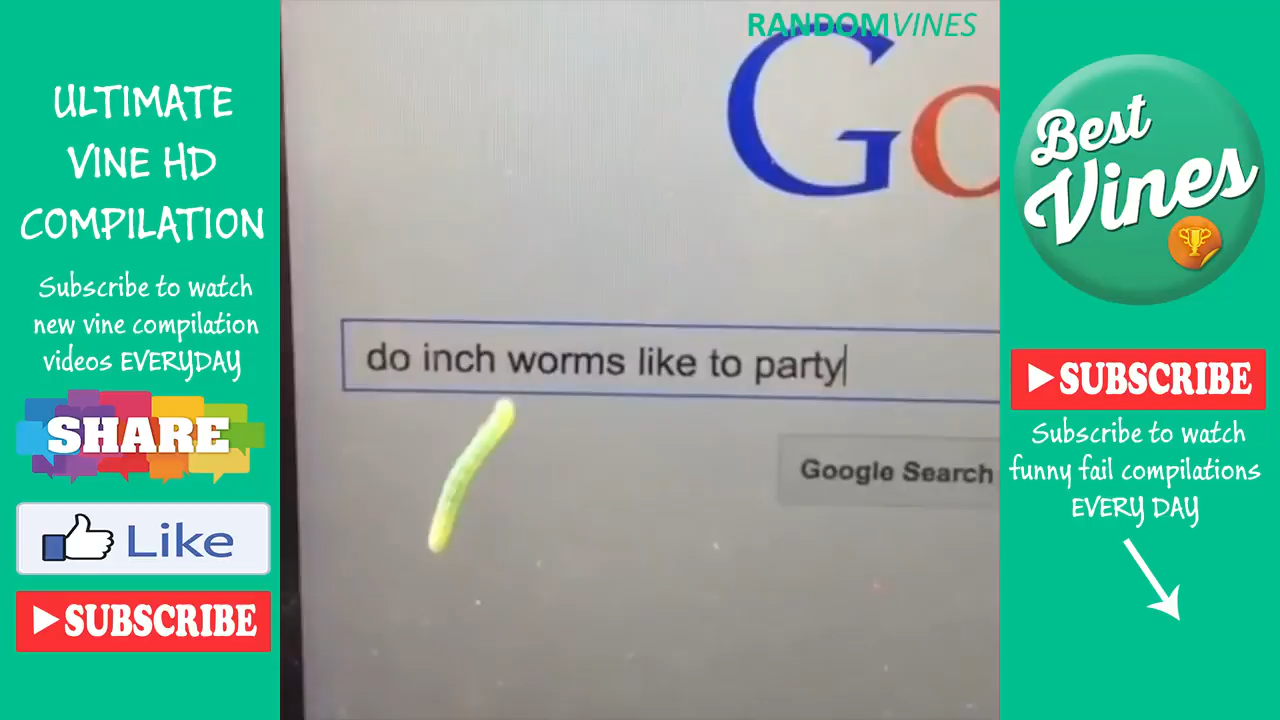 ULTIMATE
VINE HD
COMPILATION
Subscribe to watch
new vine compilation
videos EVERYDAY
SHARE
Like
SUBSCRIBE
RANDOMVINES
Go
do inch worms like to party
Google Search
Best
Vines
SUBSCRIBE
Subscribe to watch
funny fail compilations
EVERY DAY